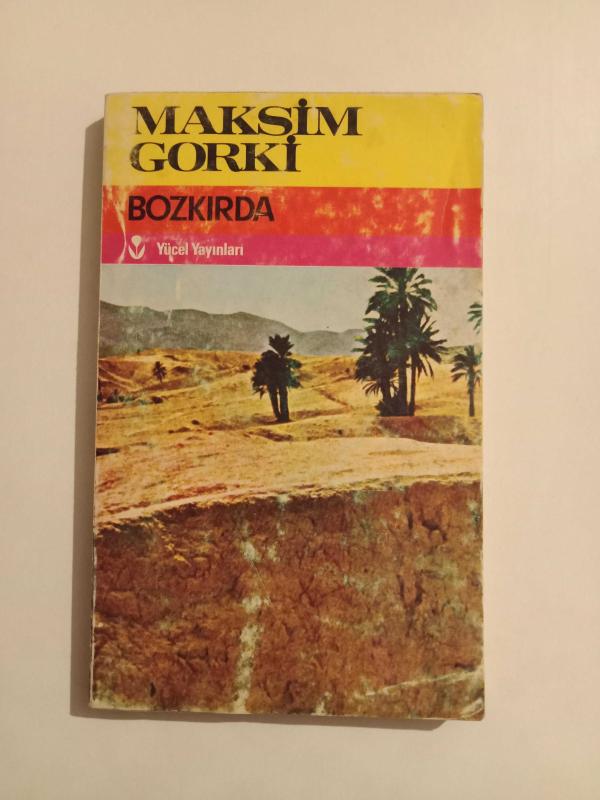 MAKSİM
GORKİ
BOZKIRDA
Yücel Yayınları